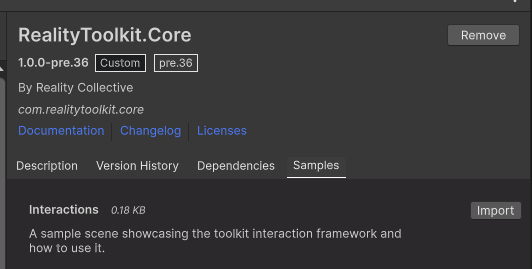 RealityToolkit.Core
Remove
1.0.0-pre.36 Custom pre.36
By Reality Collective
com.realitytoolkit.core
Documentation Changelog Licenses
Description Version History Dependencies Samples
Interactions 0.18 KB
Import
A sample scene showcasing the toolkit interaction framework and
how to use it.